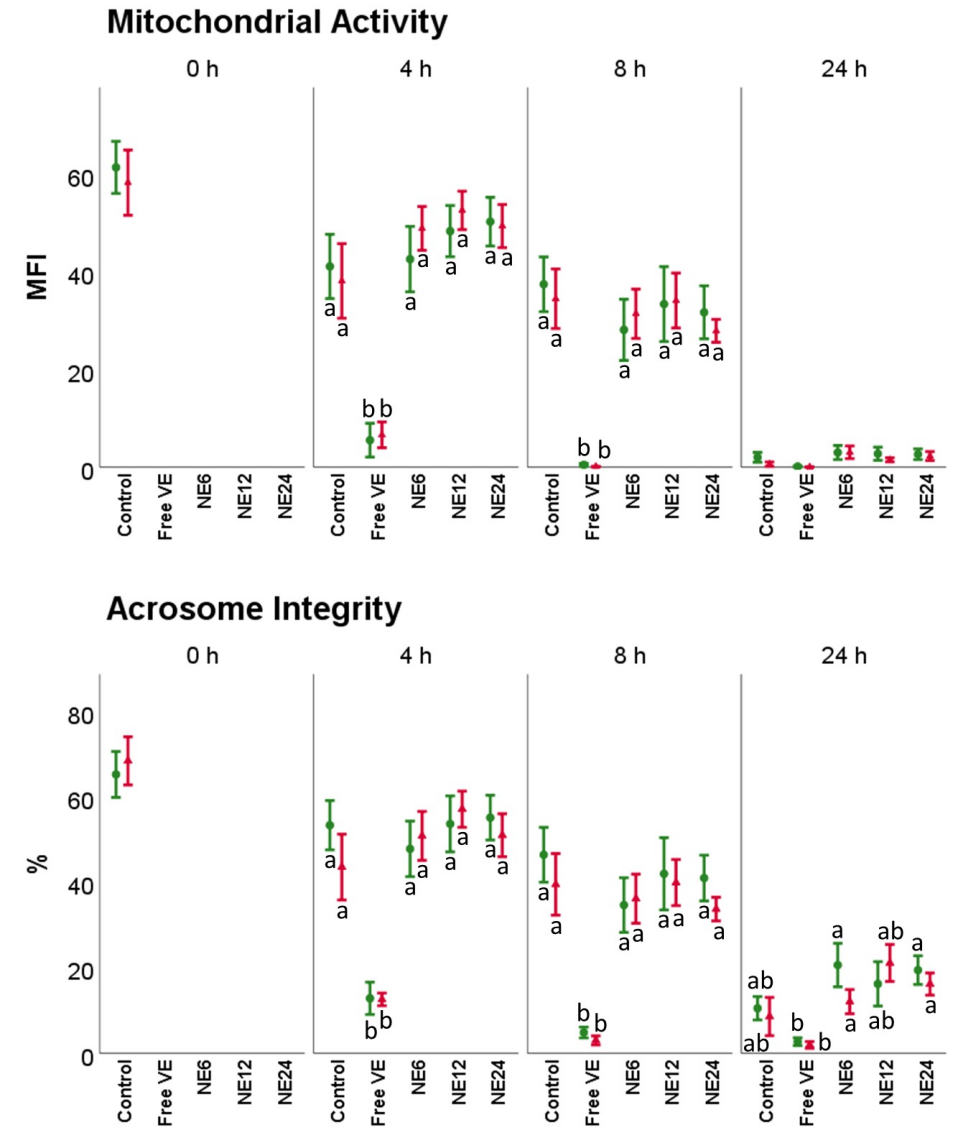 Mitochondrial Activity
0 h 4 h 8 h 24 h
MFI
60
40
20
0
a a b b a a a a a a
a a b b a a a a a a
Control Free VE NE6 NE12 NE24 Control Free VE NE6 NE12 NE24 Control Free VE NE6 NE12 NE24 Control Free VE NE6 NE12 NE24
Acrosome Integrity
0 h 4 h 8 h 24 h
%
80
60
40
20
0
a a b b a a a a a a
a a b b a a a a a a
ab ab b b a a ab ab a a
Control Free VE NE6 NE12 NE24 Control Free VE NE6 NE12 NE24 Control Free VE NE6 NE12 NE24 Control Free VE NE6 NE12 NE24